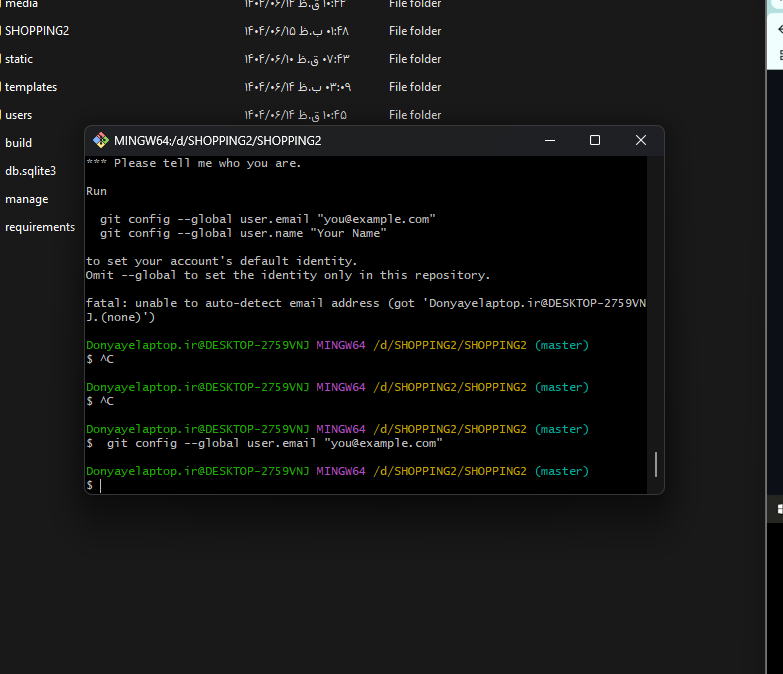 media ۱۴۰۴/۰۶/۱۴ ق.ظ ۱۰:۴۴ File folder
SHOPPING2 ۱۴۰۴/۰۶/۱۵ ب.ظ ۰۱:۴۸ File folder
static ۱۴۰۴/۰۶/۱۰ ق.ظ ۰۷:۴۳ File folder
templates ۱۴۰۴/۰۶/۱۴ ب.ظ ۰۳:۰۹ File folder
users ۱۴۰۴/۰۶/۱۴ ق.ظ ۱۰:۴۵ File folder
build
db.sqlite3
manage
requirements
MINGW64:/d/SHOPPING2/SHOPPING2
*** Please tell me who you are.
Run
git config --global user.email "you@example.com"
git config --global user.name "Your Name"
to set your account's default identity.
Omit --global to set the identity only in this repository.
fatal: unable to auto-detect email address (got 'Donyayelaptop.ir@DESKTOP-2759VN
J.(none)')
Donyayelaptop.ir@DESKTOP-2759VNJ MINGW64 /d/SHOPPING2/SHOPPING2 (master)
$ ^C
Donyayelaptop.ir@DESKTOP-2759VNJ MINGW64 /d/SHOPPING2/SHOPPING2 (master)
$ ^C
Donyayelaptop.ir@DESKTOP-2759VNJ MINGW64 /d/SHOPPING2/SHOPPING2 (master)
$  git config --global user.email "you@example.com"
Donyayelaptop.ir@DESKTOP-2759VNJ MINGW64 /d/SHOPPING2/SHOPPING2 (master)
$